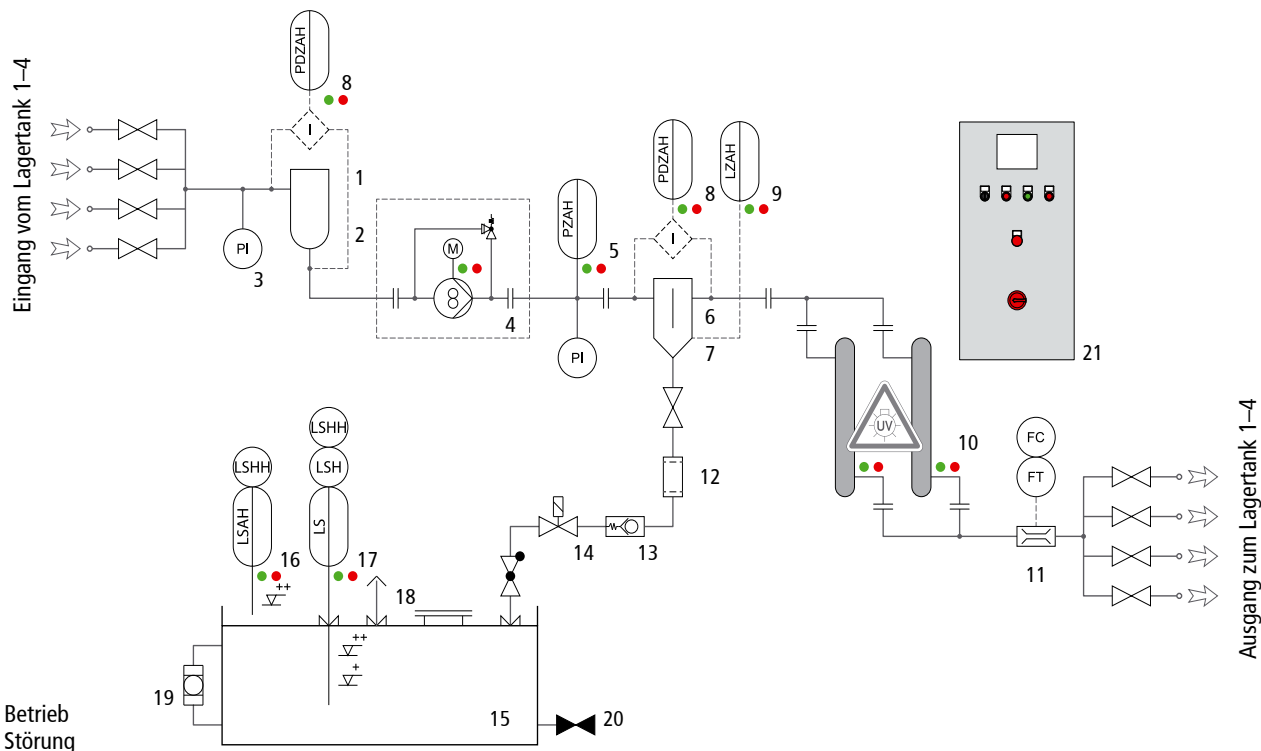 Eingang vom Lagertank 1–4
PDZAH
8
I
1
2
PI
3
M
4
PZAH
5
PI
PDZAH
8
I
LZAH
9
6
7
21
UV
10
FC
FT
11
Ausgang zum Lagertank 1–4
12
13
14
LSHH
LSAH
16
++
LSHH
LSH
LS
17
18
++
+
19
15
20
Betrieb
Störung